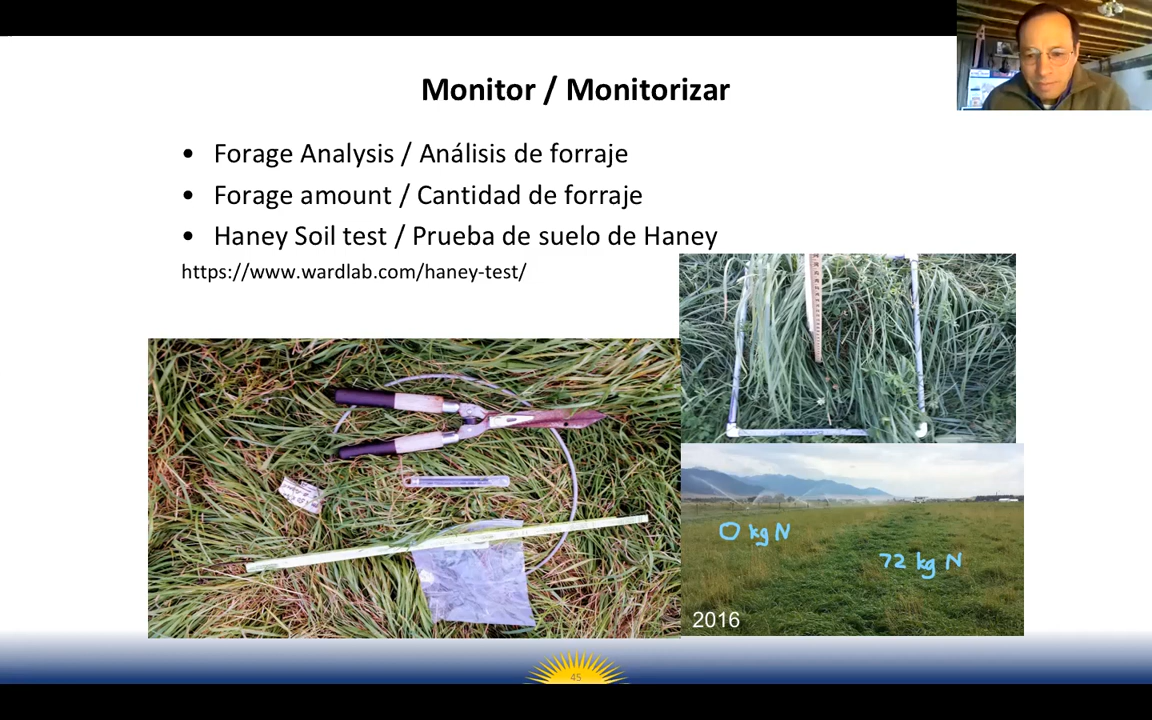 Monitor / Monitorizar
• Forage Analysis / Análisis de forraje
• Forage amount / Cantidad de forraje
• Haney Soil test / Prueba de suelo de Haney
https://www.wardlab.com/haney-test/
0 kg N
72 kg N
2016
45